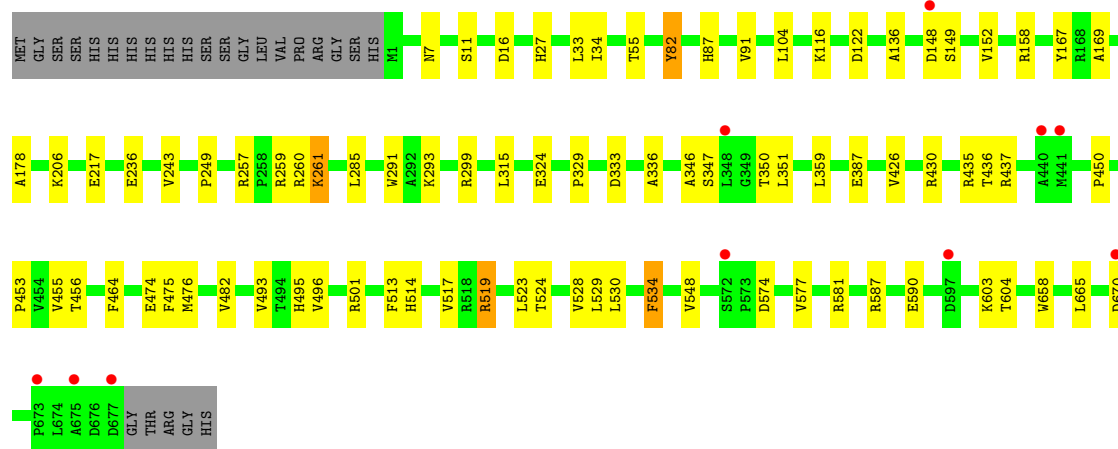 MET GLY SER SER HIS HIS HIS HIS HIS HIS SER SER GLY LEU VAL PRO ARG GLY SER HIS M1 N7 S11 D16 H27 L33 I34 T55 Y82 H87 V91 L104 K116 D122 A136 D148 S149 V152 R158 Y167 R168 A169
A178 K206 E217 E236 V243 P249 R257 P258 R259 R260 K261 L285 W291 A292 K293 R299 L315 E324 P329 D333 A336 A346 S347 L348 G349 T350 L351 L359 E387 V426 R430 R435 T436 R437 A440 M441 P450
P453 V454 V455 T456 F464 E474 F475 M476 V482 V493 T494 H495 V496 R501 F513 H514 V517 R518 R519 L523 T524 V528 L529 L530 F534 V548 S572 P573 D574 V577 R581 R587 E590 D597 K603 T604 W658 L665
P673 L674 A675 D676 D677 GLY THR ARG GLY HIS